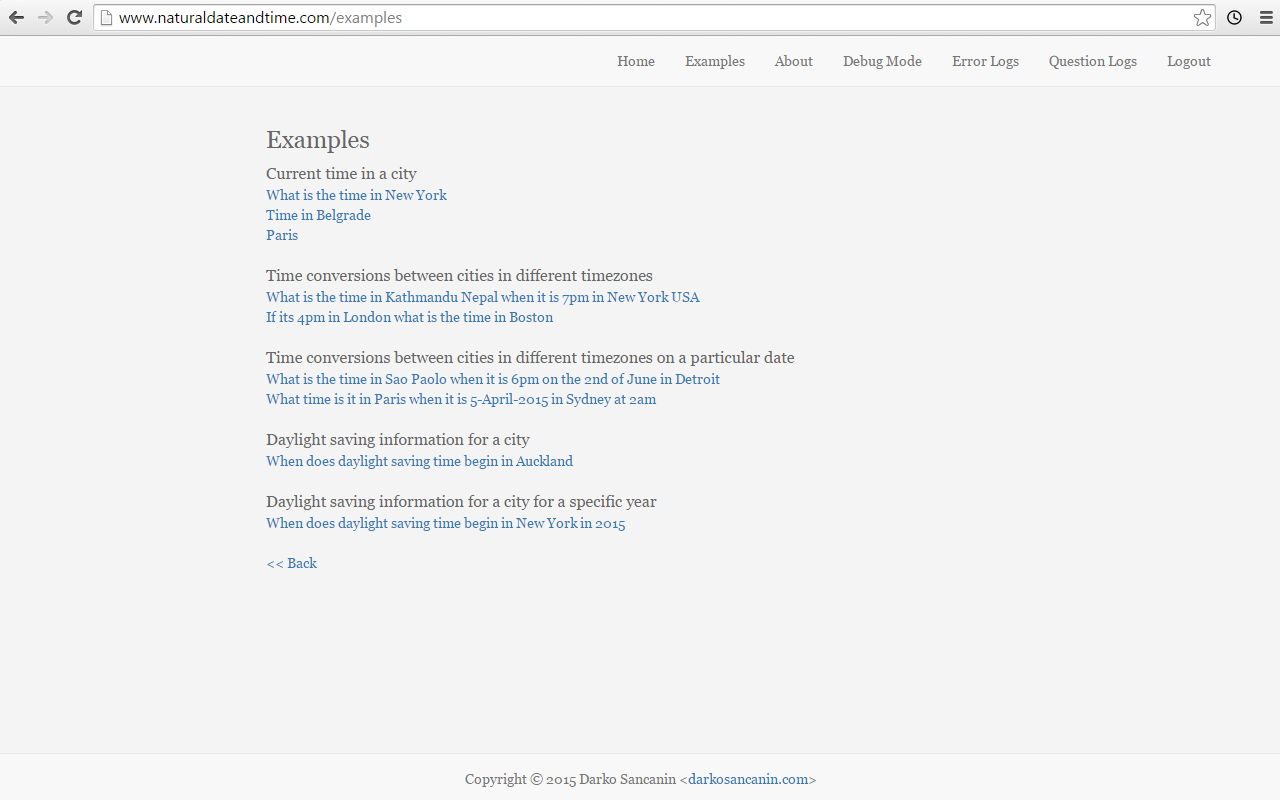 www.naturaldateandtime.com/examples
Home Examples About Debug Mode Error Logs Question Logs Logout
Examples
Current time in a city
What is the time in New York
Time in Belgrade
Paris
Time conversions between cities in different timezones
What is the time in Kathmandu Nepal when it is 7pm in New York USA
If its 4pm in London what is the time in Boston
Time conversions between cities in different timezones on a particular date
What is the time in Sao Paolo when it is 6pm on the 2nd of June in Detroit
What time is it in Paris when it is 5-April-2015 in Sydney at 2am
Daylight saving information for a city
When does daylight saving time begin in Auckland
Daylight saving information for a city for a specific year
When does daylight saving time begin in New York in 2015
<< Back
Copyright © 2015 Darko Sancanin <darkosancanin.com>